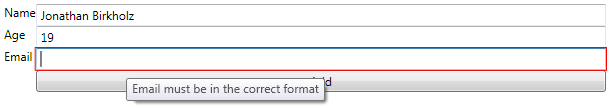 Name Jonathan Birkholz
Age 19
Email
Email must be in the correct format